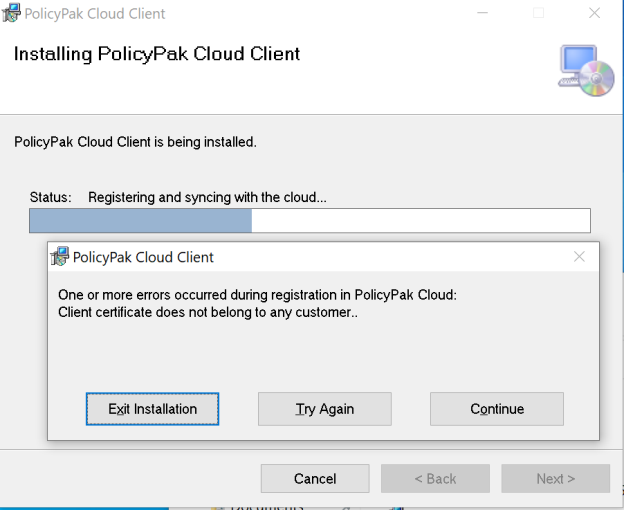 PolicyPak Cloud Client
Installing PolicyPak Cloud Client
PolicyPak Cloud Client is being installed.
Status: Registering and syncing with the cloud...
PolicyPak Cloud Client
One or more errors occurred during registration in PolicyPak Cloud:
Client certificate does not belong to any customer..
Exit Installation Try Again Continue
Cancel < Back Next >